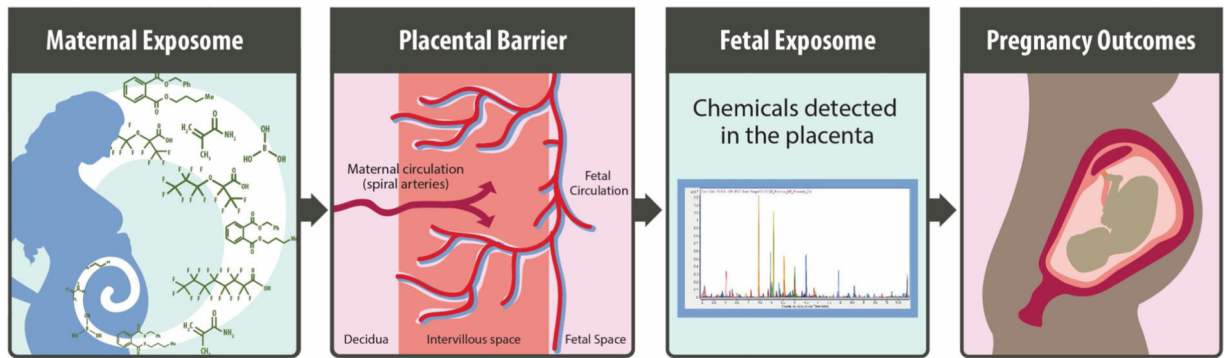 Maternal Exposome
Placental Barrier
Fetal Exposome
Pregnancy Outcomes
Maternal circulation
(spiral arteries)
Fetal
Circulation
Decidua
Intervillous space
Fetal Space
Chemicals detected
in the placenta